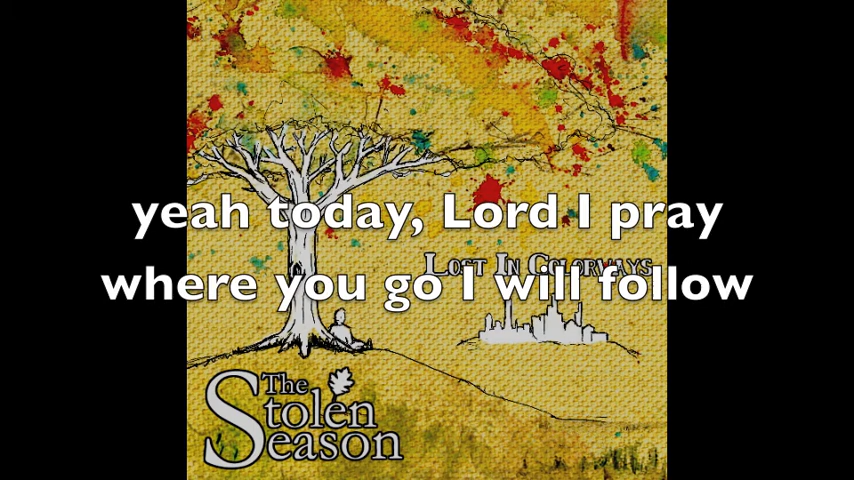 yeah today, Lord I pray
Lost In Colorways
where you go I will follow
The
Stolen
Season